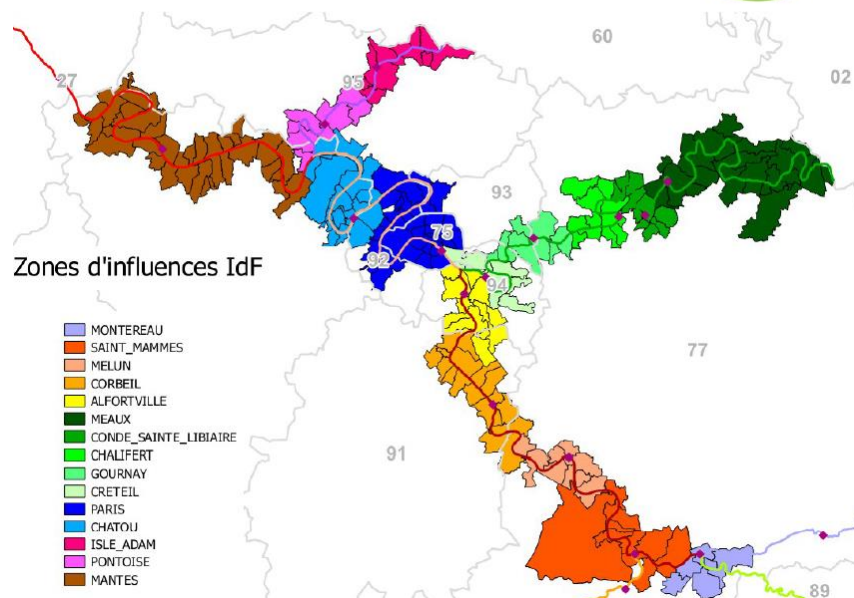 60
27
95
02
93
75
92
94
Zones d'influences IdF
77
91
89
MONTEREAU
SAINT_MAMMES
MELUN
CORBEIL
ALFORTVILLE
MEAUX
CONDE_SAINTE_LIBIAIRE
CHALIFERT
GOURNAY
CRETEIL
PARIS
CHATOU
ISLE_ADAM
PONTOISE
MANTES